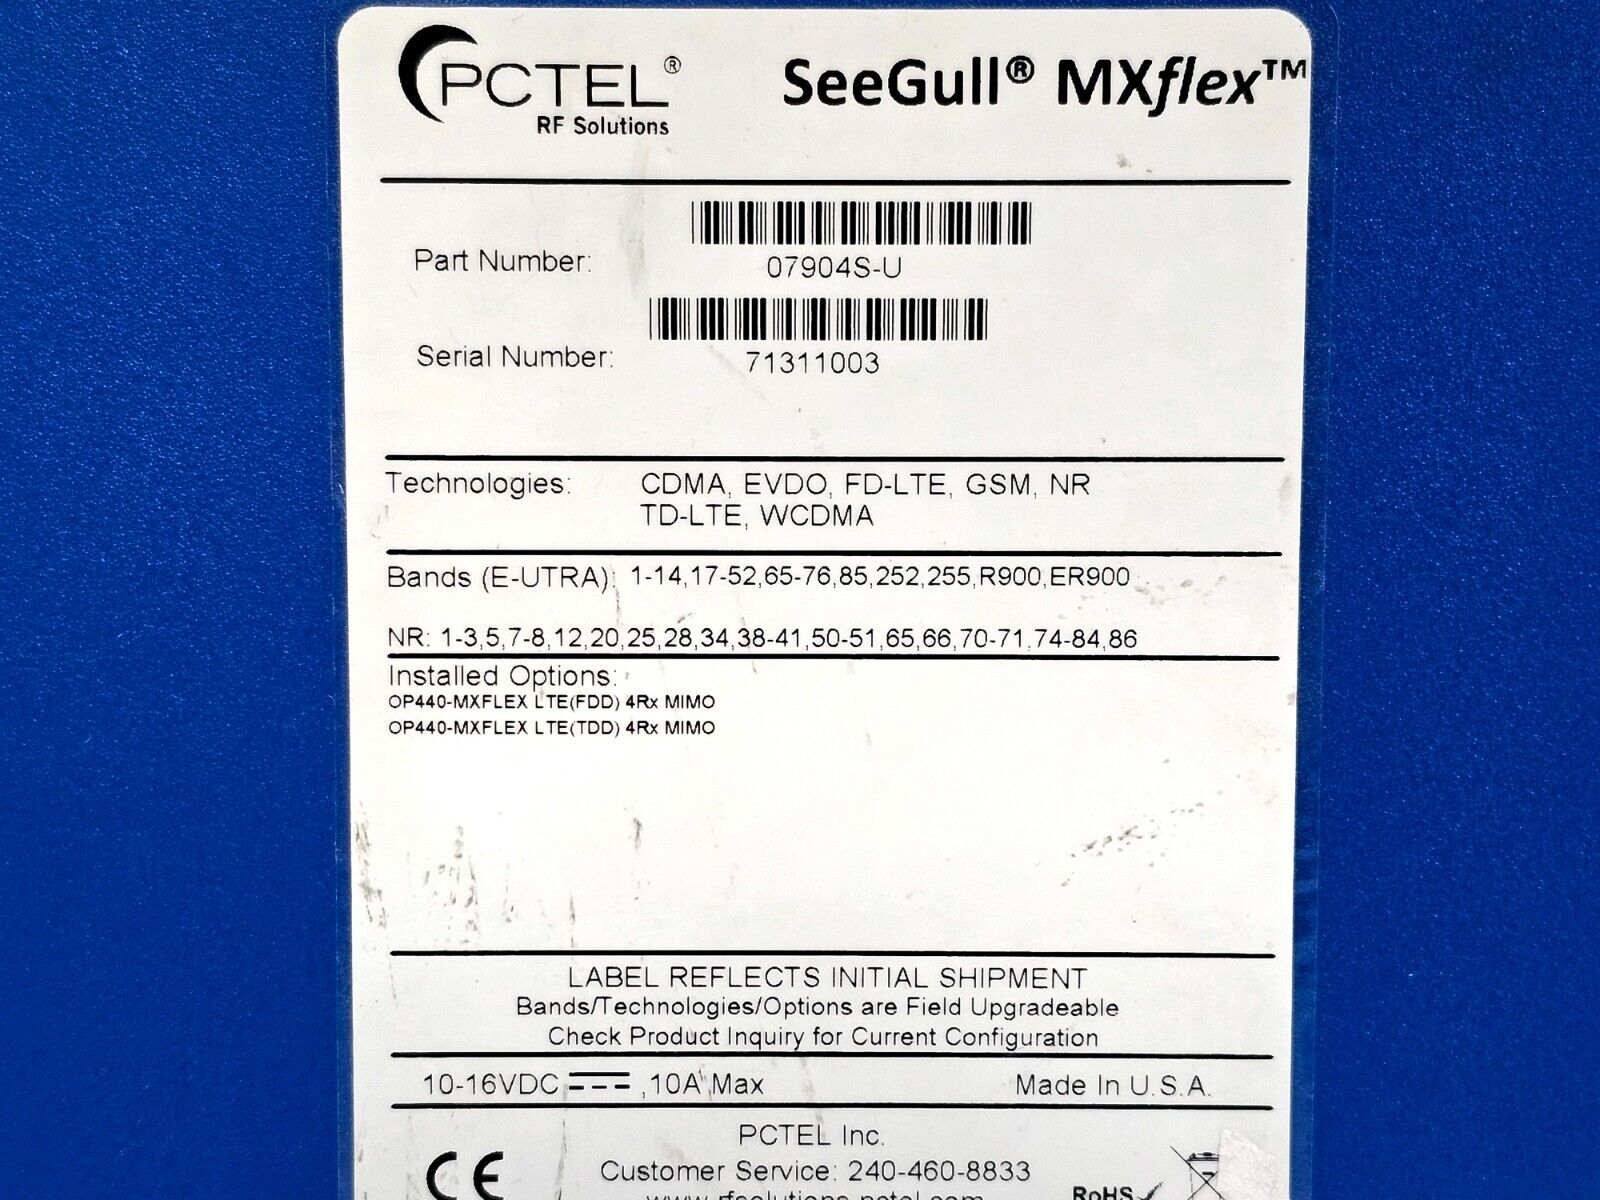 PCTEL® SeeGull® MXflex™
RF Solutions
Part Number: 07904S-U
Serial Number: 71311003
Technologies: CDMA, EVDO, FD-LTE, GSM, NR
TD-LTE, WCDMA
Bands (E-UTRA): 1-14,17-52,65-76,85,252,255,R900,ER900
NR: 1-3,5,7-8,12,20,25,28,34,38-41,50-51,65,66,70-71,74-84,86
Installed Options:
OP440-MXFLEX LTE(FDD) 4Rx MIMO
OP440-MXFLEX LTE(TDD) 4Rx MIMO
LABEL REFLECTS INITIAL SHIPMENT
Bands/Technologies/Options are Field Upgradeable
Check Product Inquiry for Current Configuration
10-16VDC ⎓ ,10A Max Made In U.S.A.
PCTEL Inc.
CE Customer Service: 240-460-8833
www.rfsolutions.pctel.com RoHS